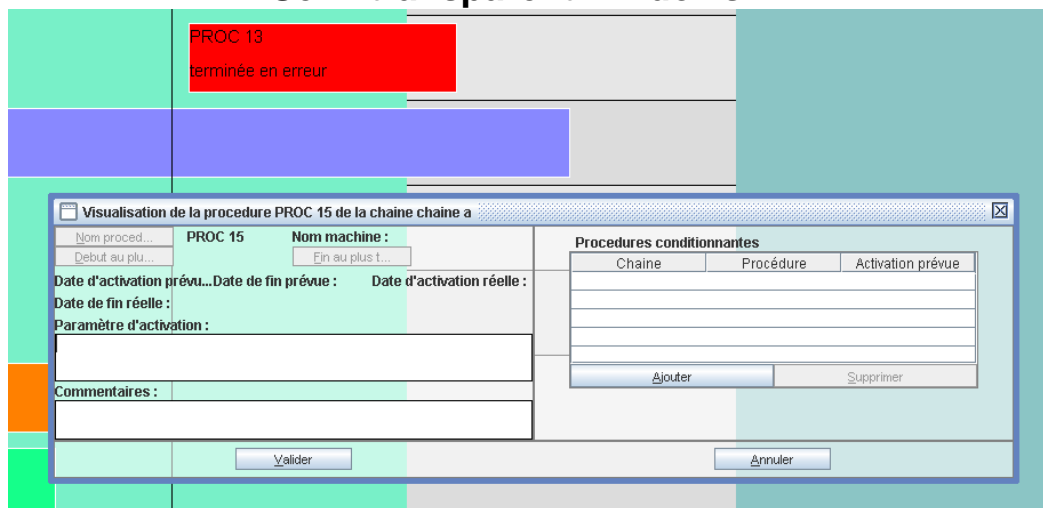 PROC 13
terminée en erreur
Visualisation de la procedure PROC 15 de la chaine chaine a
Nom proced... PROC 15 Nom machine :
Debut au plu... Fin au plus t...
Date d'activation prévu...Date de fin prévue : Date d'activation réelle :
Date de fin réelle :
Paramètre d'activation :
Commentaires :
Procedures conditionnantes
Chaine Procédure Activation prévue
Ajouter Supprimer
Valider Annuler